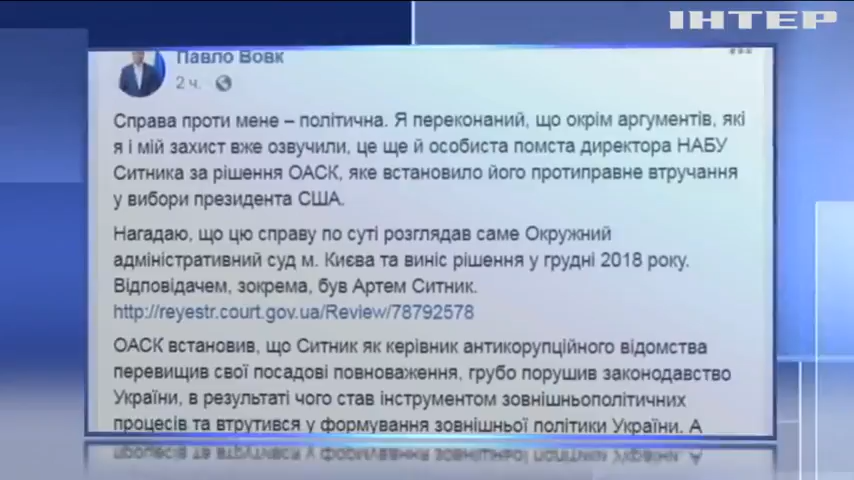 ІНТЕР
Павло Вовк
2 ч.
Справа проти мене – політична. Я переконаний, що окрім аргументів, які
я і мій захист вже озвучили, це ще й особиста помста директора НАБУ
Ситника за рішення ОАСК, яке встановило його протиправне втручання
у вибори президента США.
Нагадаю, що цю справу по суті розглядав саме Окружний
адміністративний суд м. Києва та виніс рішення у грудні 2018 року.
Відповідачем, зокрема, був Артем Ситник.
http://reyestr.court.gov.ua/Review/78792578
ОАСК встановив, що Ситник як керівник антикорупційного відомства
перевищив свої посадові повноваження, грубо порушив законодавство
України, в результаті чого став інструментом зовнішньополітичних
процесів та втрутився у формування зовнішньої політики України. А